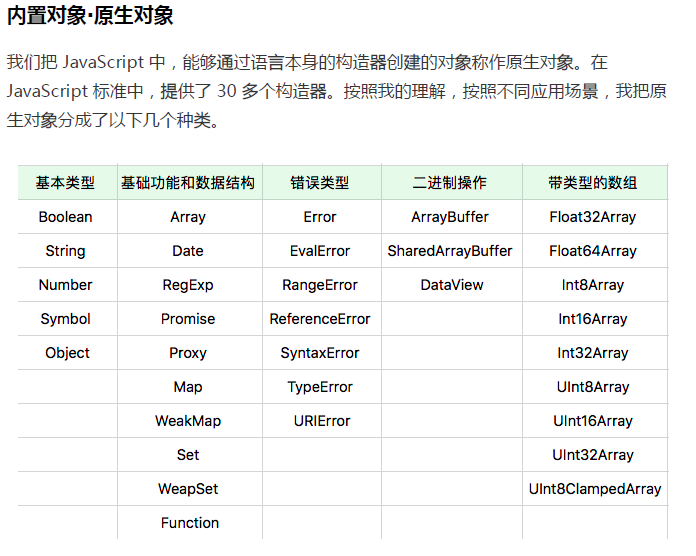 内置对象·原生对象
我们把 JavaScript 中，能够通过语言本身的构造器创建的对象称作原生对象。在
JavaScript 标准中，提供了 30 多个构造器。按照我的理解，按照不同应用场景，我把原
生对象分成了以下几个种类。
基本类型 基础功能和数据结构 错误类型 二进制操作 带类型的数组
Boolean Array Error ArrayBuffer Float32Array
String Date EvalError SharedArrayBuffer Float64Array
Number RegExp RangeError DataView Int8Array
Symbol Promise ReferenceError Int16Array
Object Proxy SyntaxError Int32Array
Map TypeError UInt8Array
WeakMap URIError UInt16Array
Set UInt32Array
WeapSet UInt8ClampedArray
Function